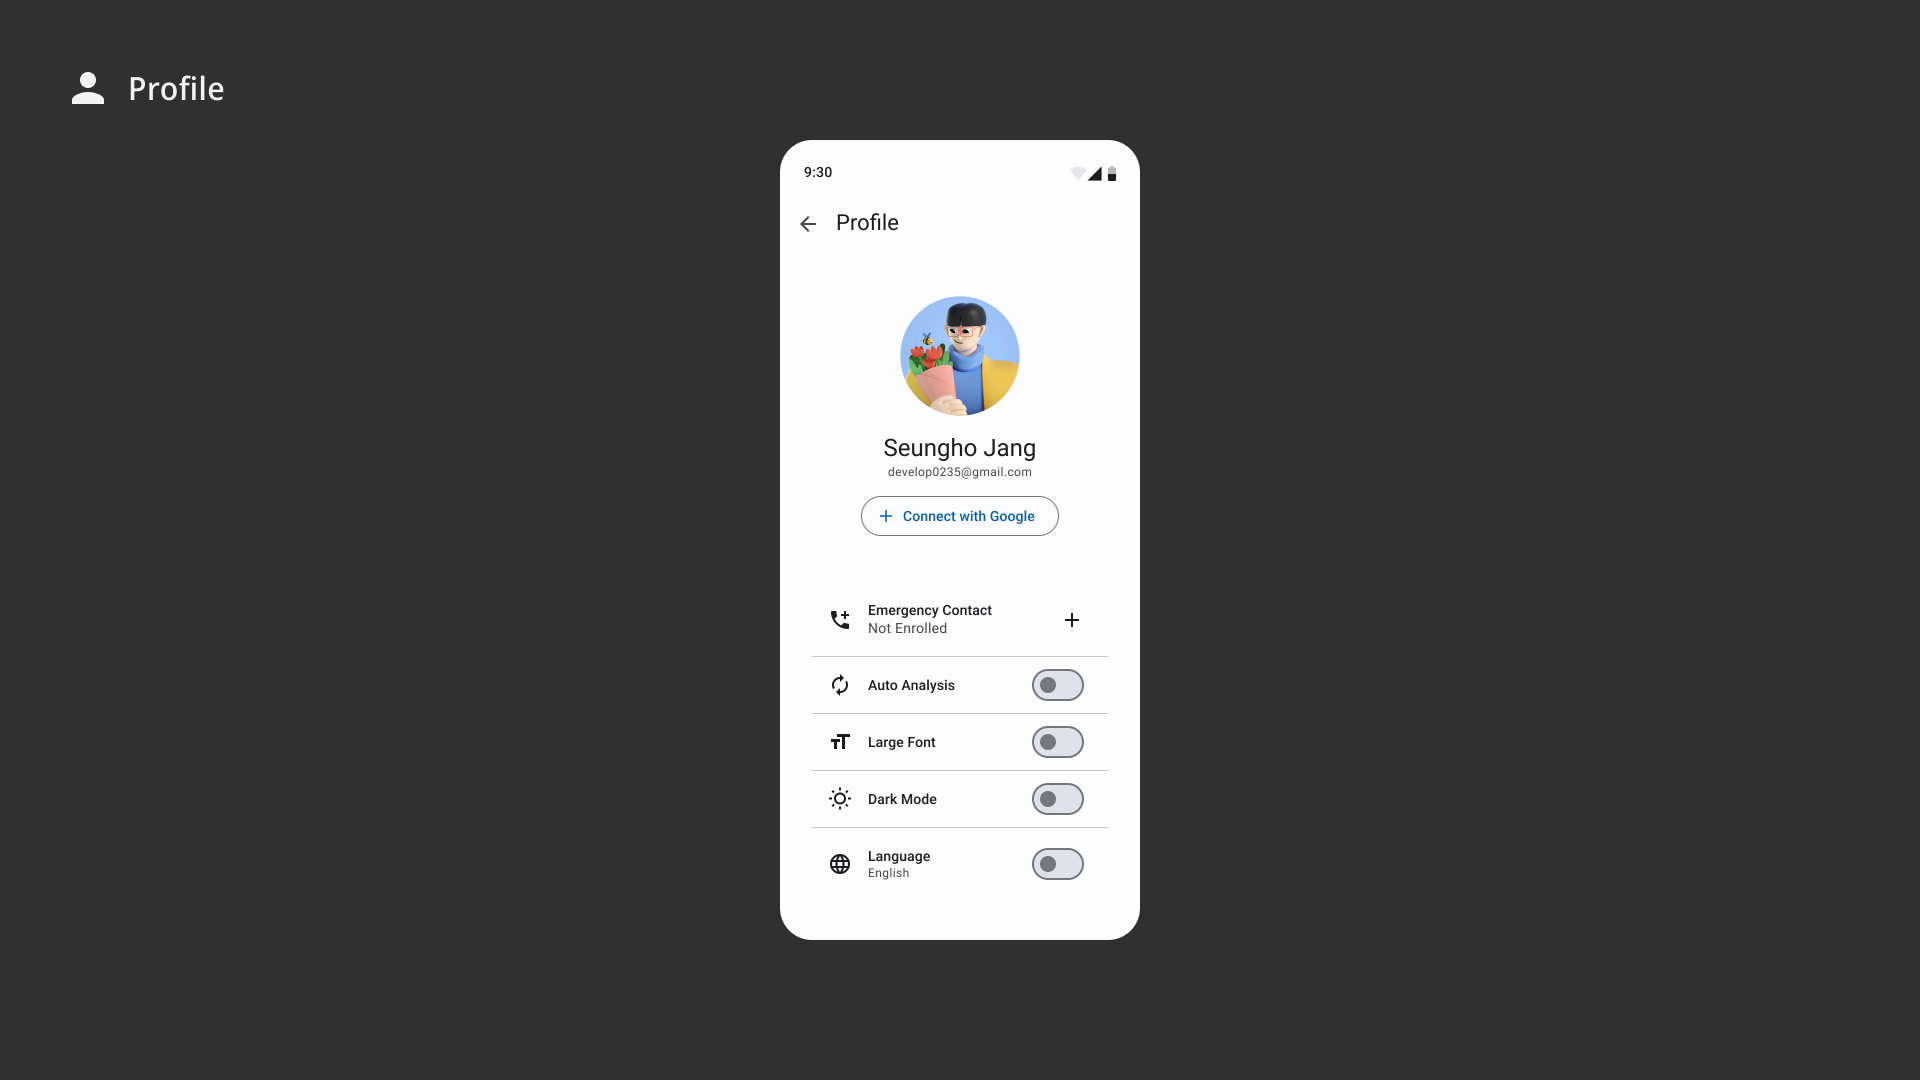 Profile
9:30
Profile
Seungho Jang
develop0235@gmail.com
Connect with Google
Emergency Contact
Not Enrolled
Auto Analysis
Large Font
Dark Mode
Language
English